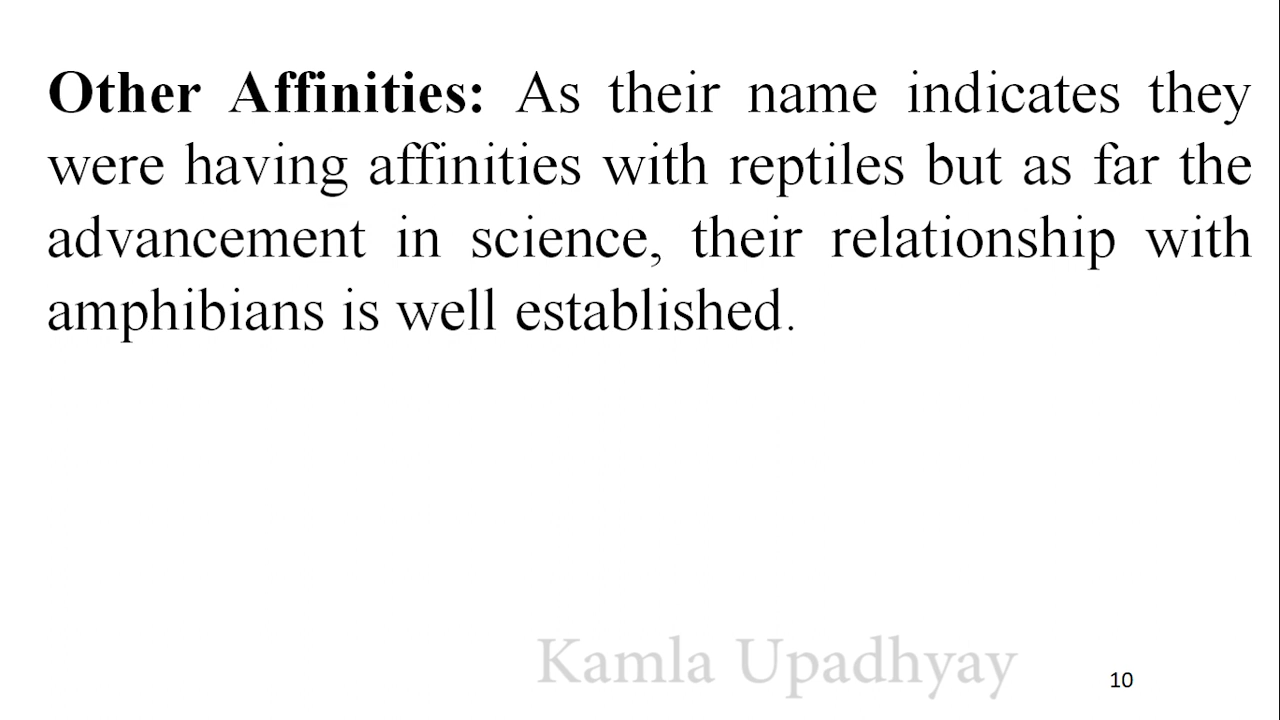 Other Affinities: As their name indicates they
were having affinities with reptiles but as far the
advancement in science, their relationship with
amphibians is well established.
Kamla Upadhyay
10